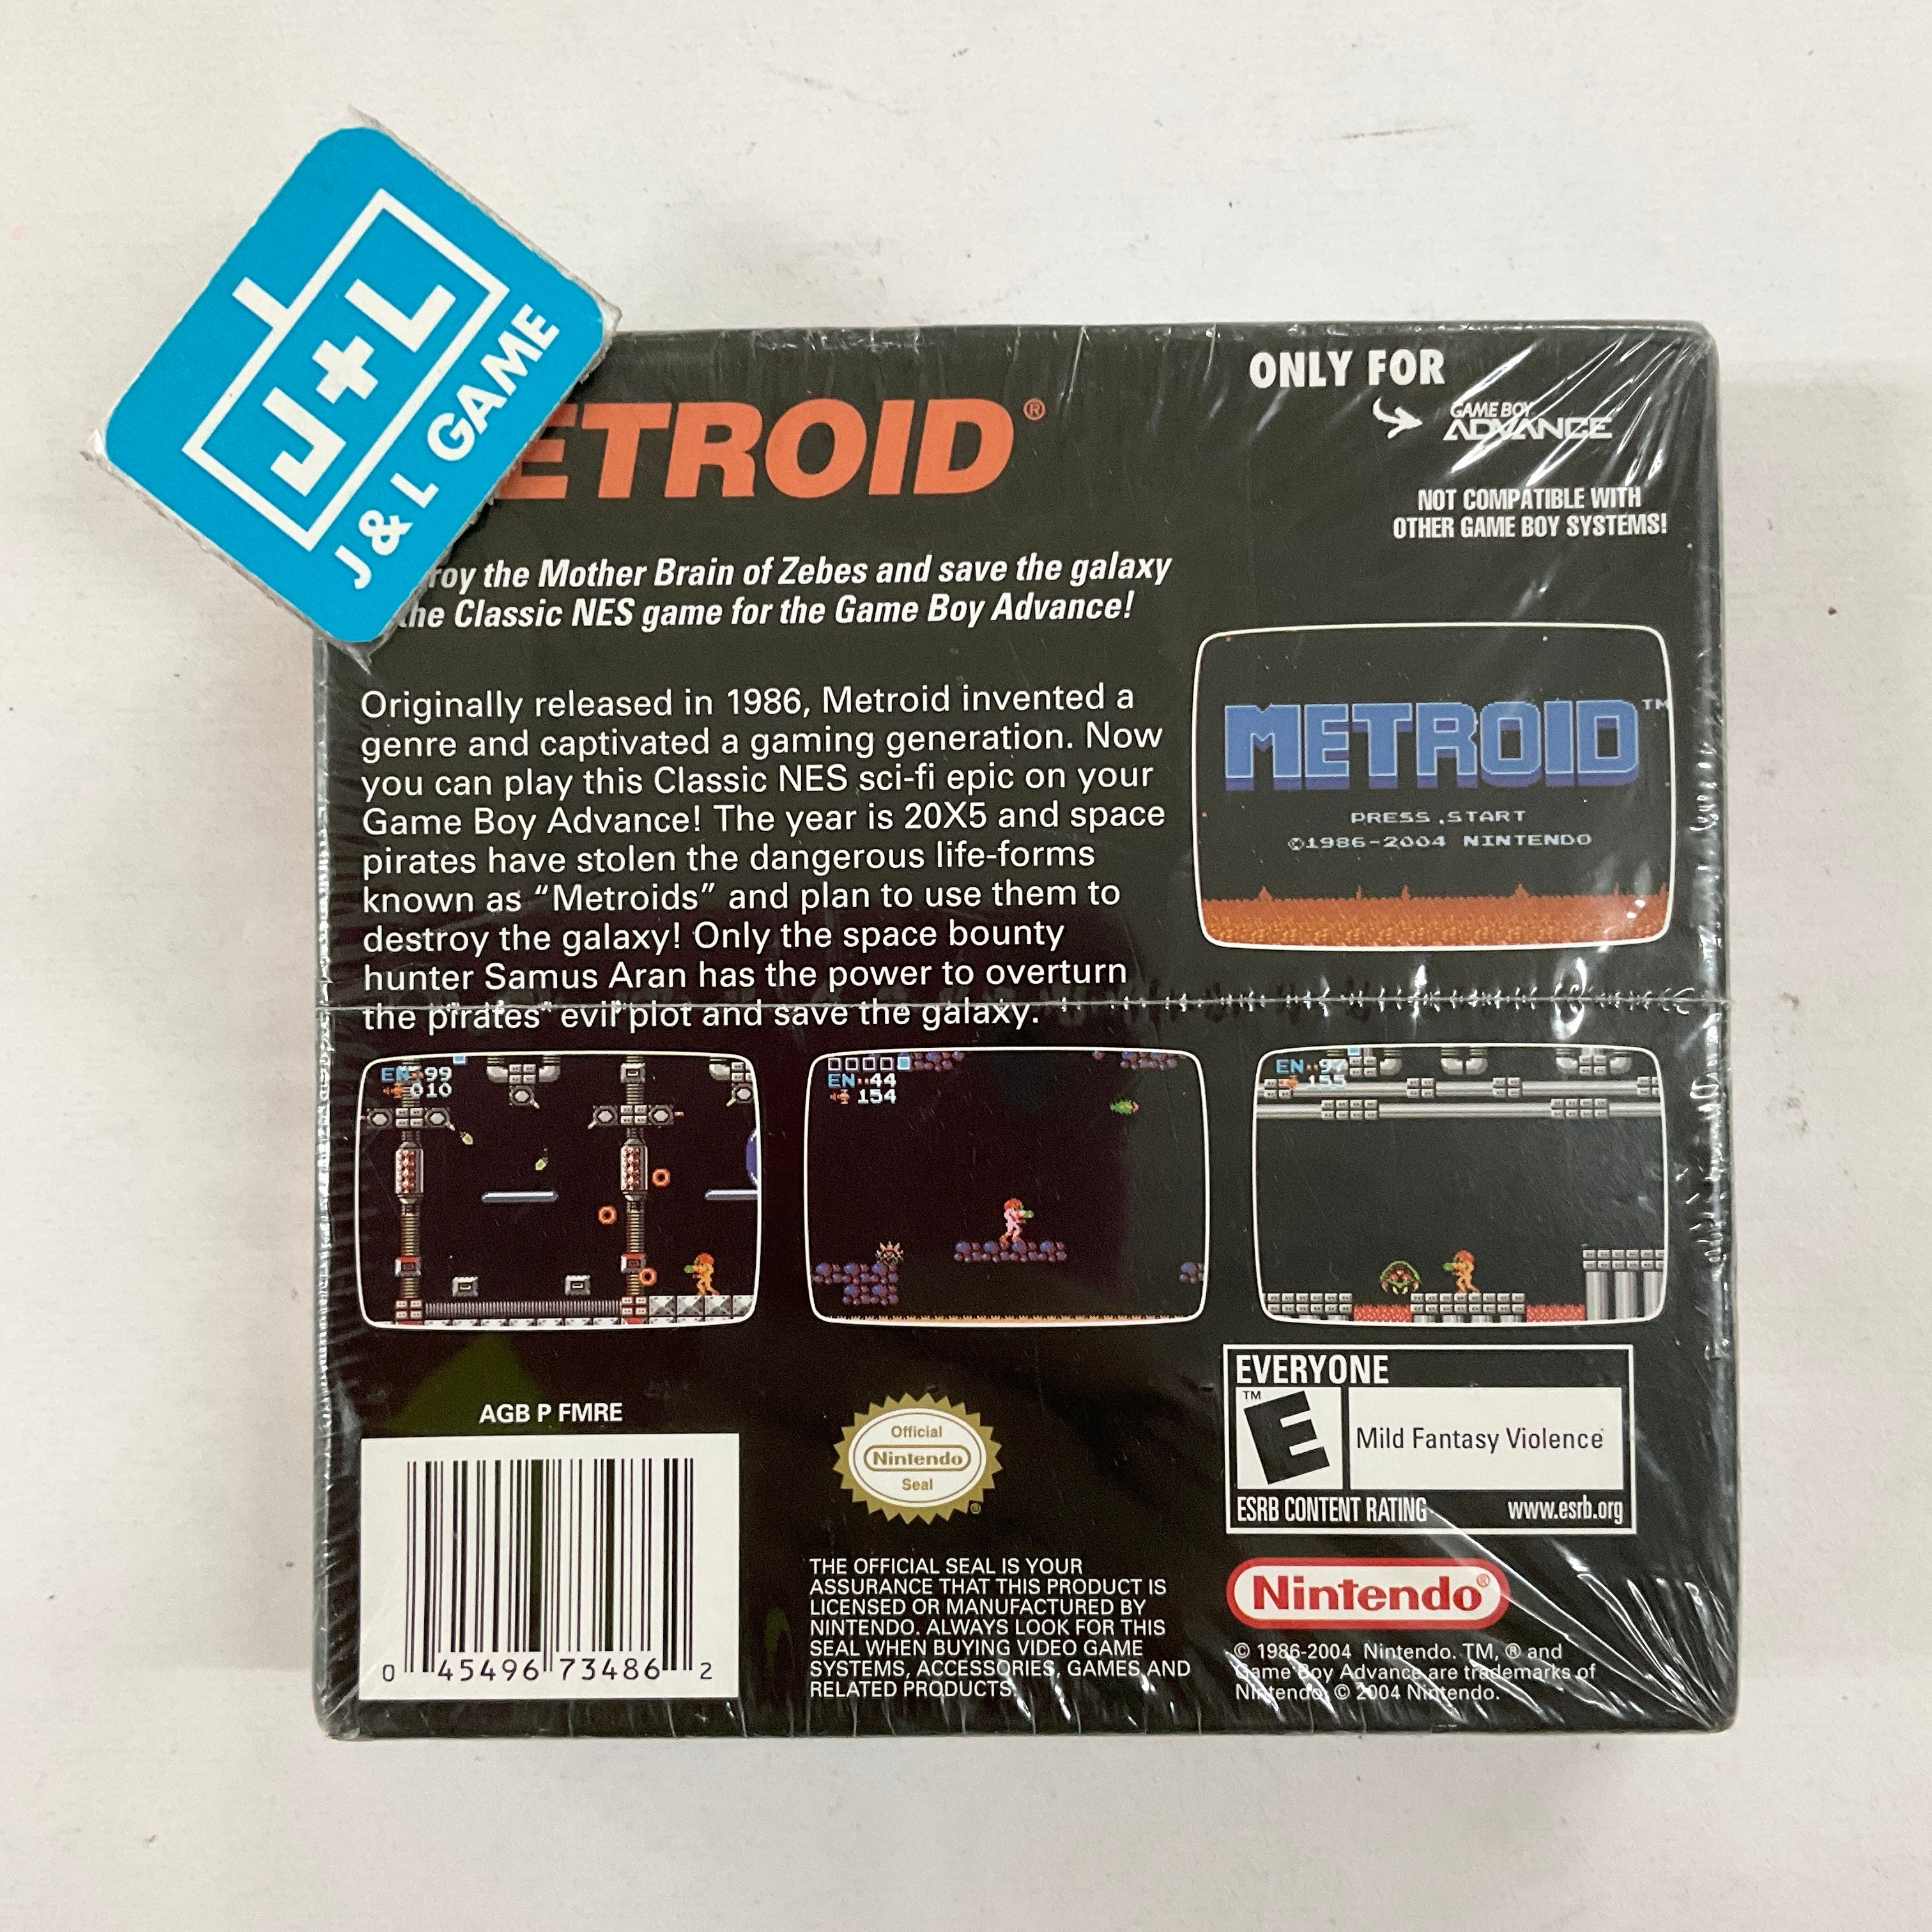 J+L
J & L GAME
ETROID®
ONLY FOR
GAME BOY
ADVANCE
NOT COMPATIBLE WITH
OTHER GAME BOY SYSTEMS!
roy the Mother Brain of Zebes and save the galaxy
the Classic NES game for the Game Boy Advance!
Originally released in 1986, Metroid invented a
genre and captivated a gaming generation. Now
you can play this Classic NES sci-fi epic on your
Game Boy Advance! The year is 20X5 and space
pirates have stolen the dangerous life-forms
known as “Metroids” and plan to use them to
destroy the galaxy! Only the space bounty
hunter Samus Aran has the power to overturn
the pirates' evil plot and save the galaxy.
METROID™
PRESS START
©1986-2004 NINTENDO
EN..99
010
EN..44
154
EN..97
155
AGB P FMRE
0 45496 73486 2
Official
Nintendo
Seal
®
THE OFFICIAL SEAL IS YOUR
ASSURANCE THAT THIS PRODUCT IS
LICENSED OR MANUFACTURED BY
NINTENDO. ALWAYS LOOK FOR THIS
SEAL WHEN BUYING VIDEO GAME
SYSTEMS, ACCESSORIES, GAMES AND
RELATED PRODUCTS.
EVERYONE
™
E
Mild Fantasy Violence
ESRB CONTENT RATING www.esrb.org
Nintendo®
© 1986-2004 Nintendo. TM, ® and
Game Boy Advance are trademarks of
Nintendo. © 2004 Nintendo.